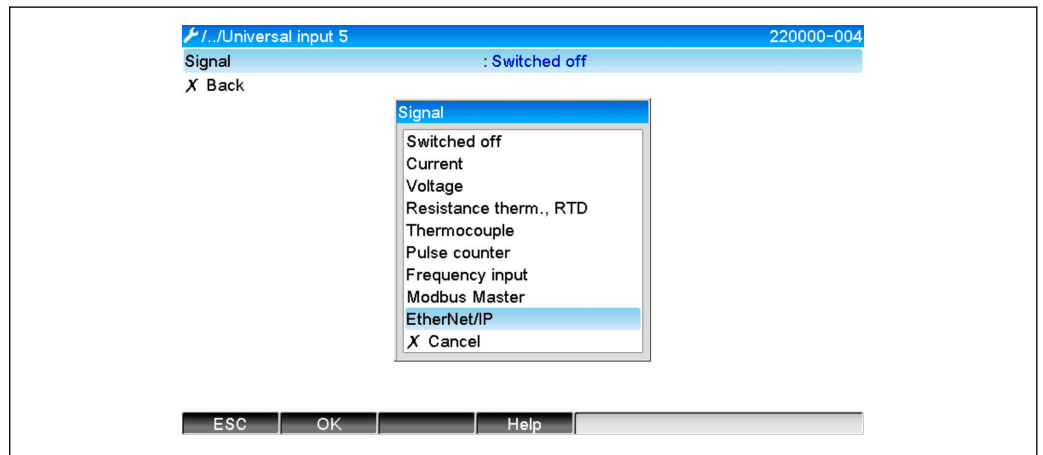 /../Universal input 5 220000-004
Signal : Switched off
X Back
Signal
Switched off
Current
Voltage
Resistance therm., RTD
Thermocouple
Pulse counter
Frequency input
Modbus Master
EtherNet/IP
X Cancel
ESC OK Help